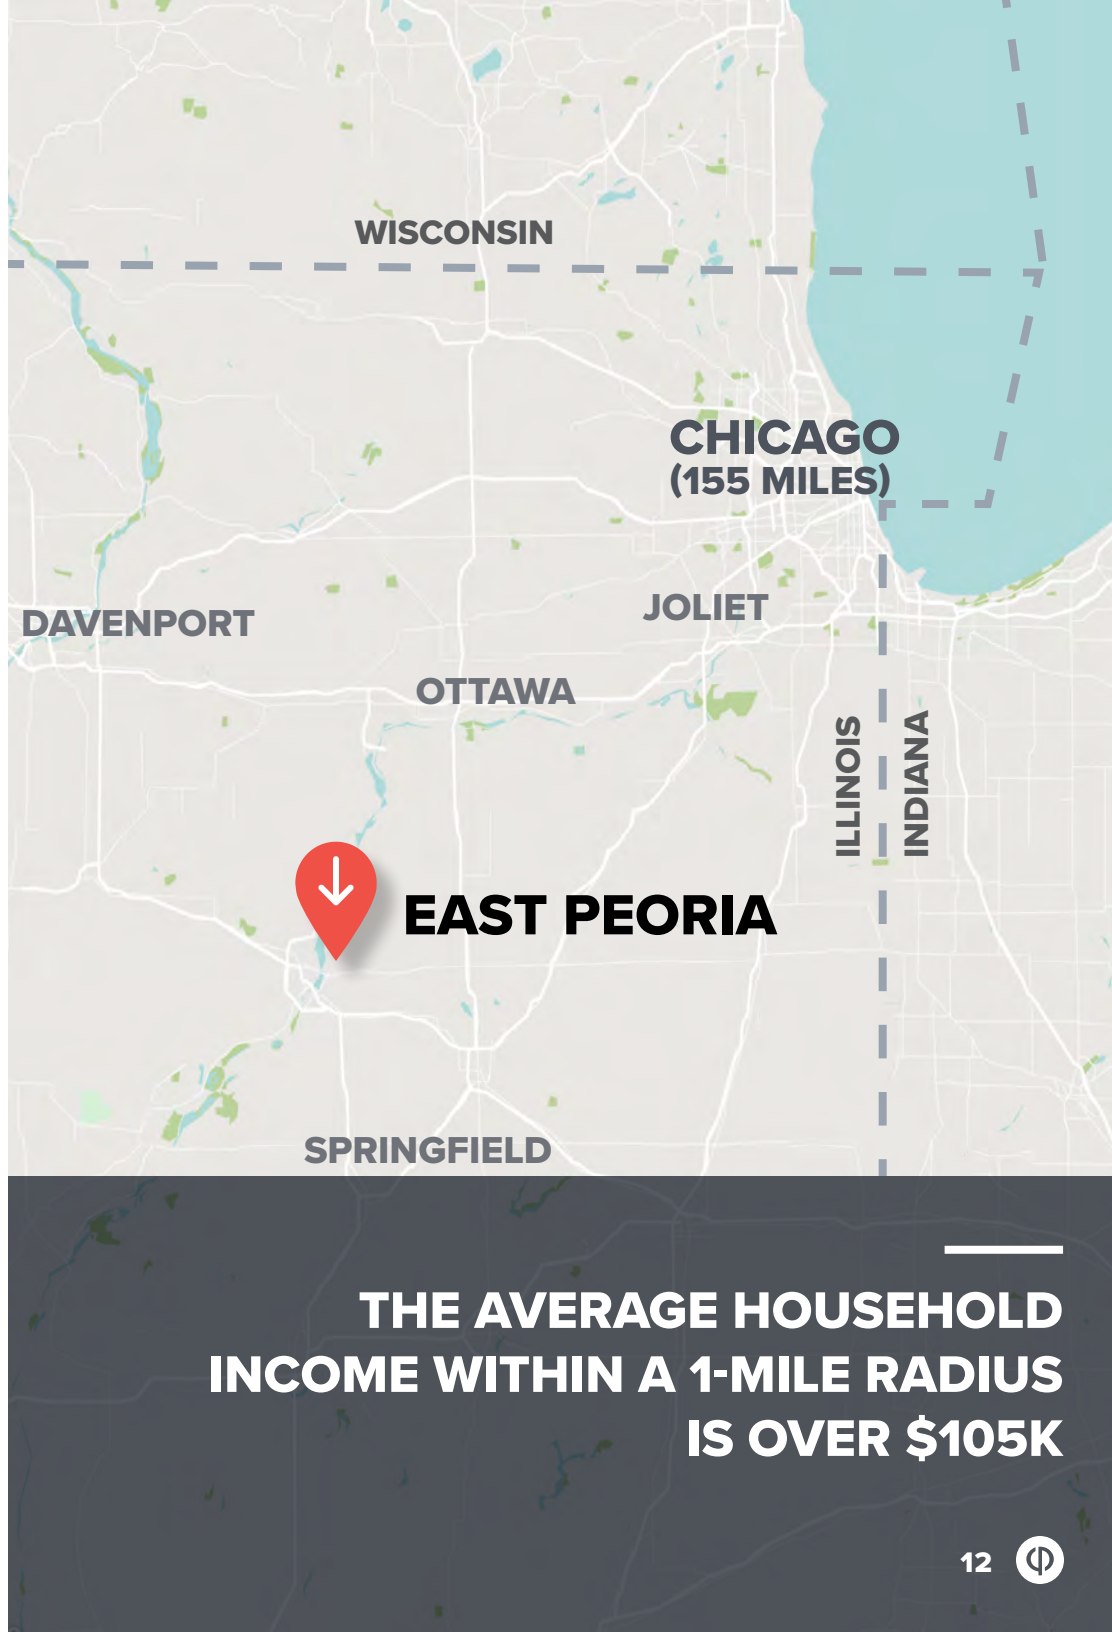 WISCONSIN
CHICAGO
(155 MILES)
JOLIET
DAVENPORT
OTTAWA
ILLINOIS
INDIANA
EAST PEORIA
SPRINGFIELD
THE AVERAGE HOUSEHOLD
INCOME WITHIN A 1-MILE RADIUS
IS OVER $105K
12